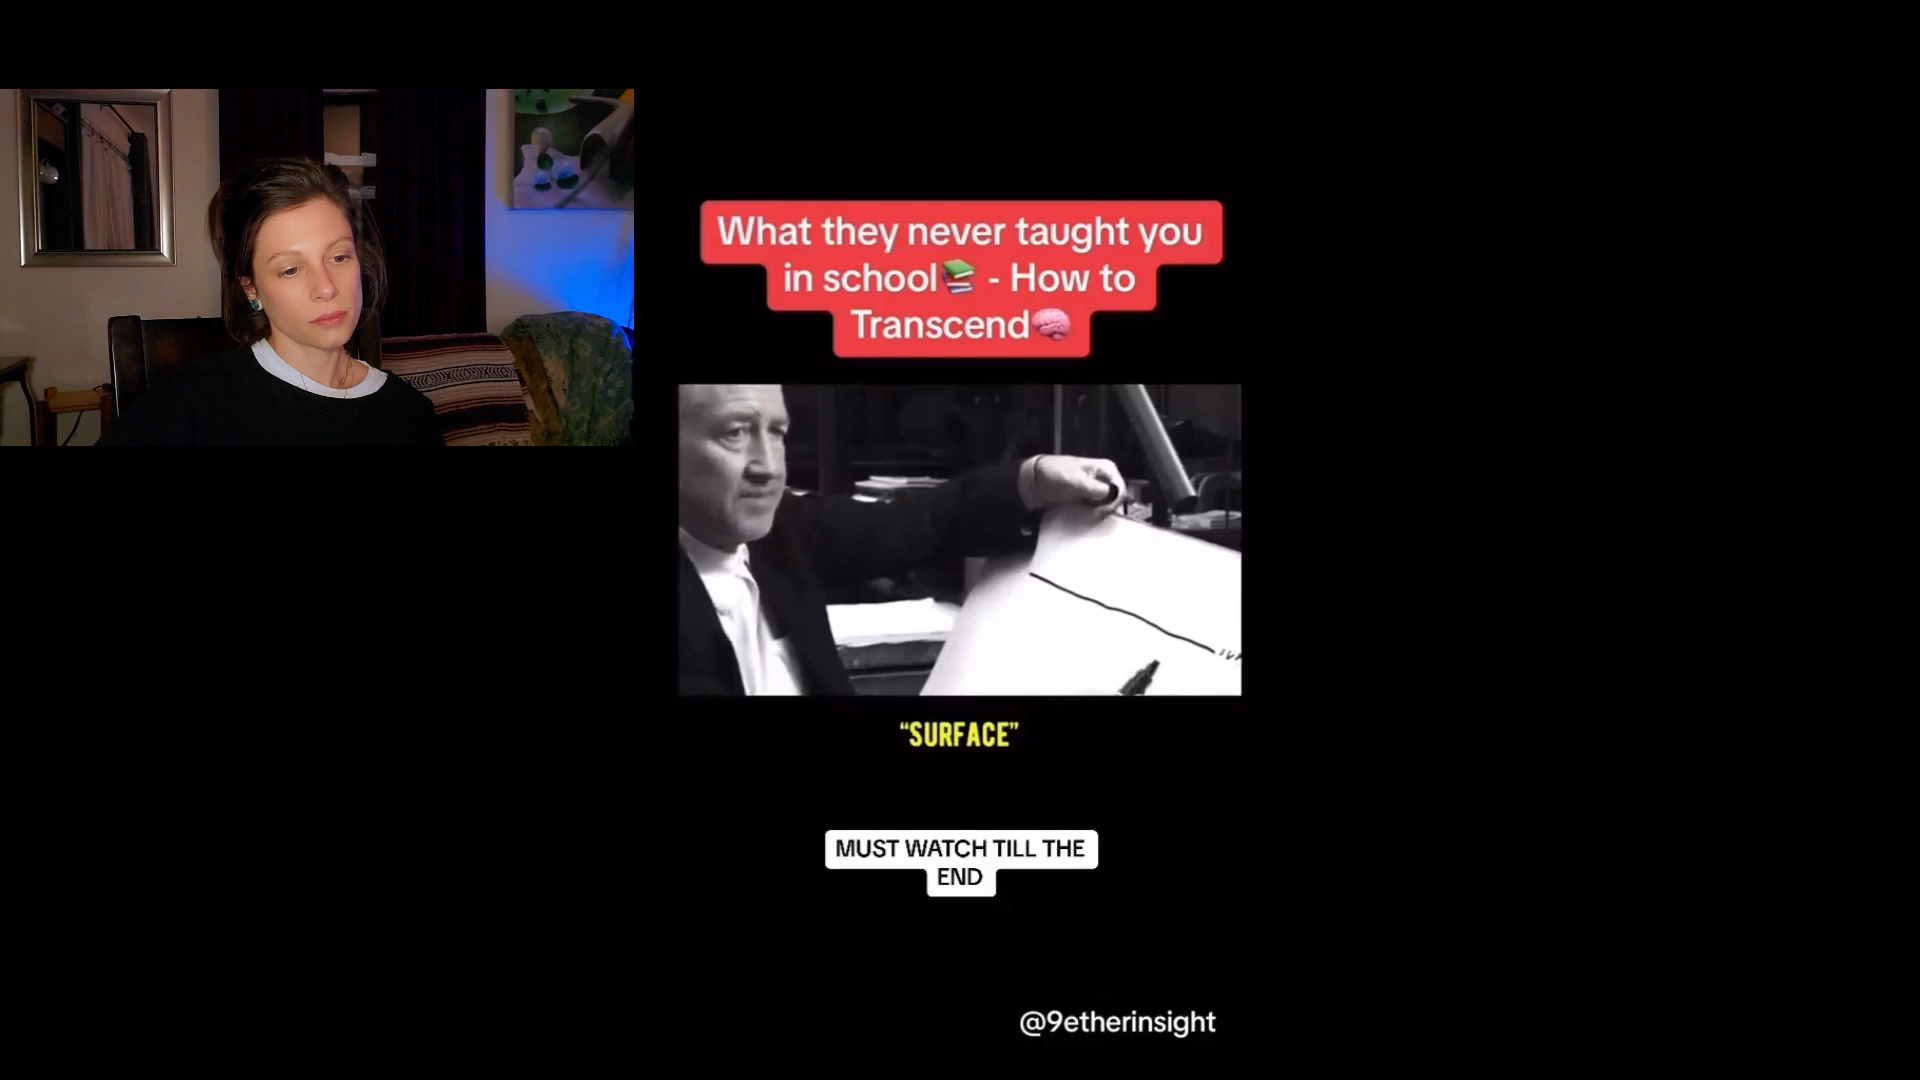 What they never taught you
in school📚 - How to
Transcend🧠
“SURFACE”
MUST WATCH TILL THE
END
@9etherinsight